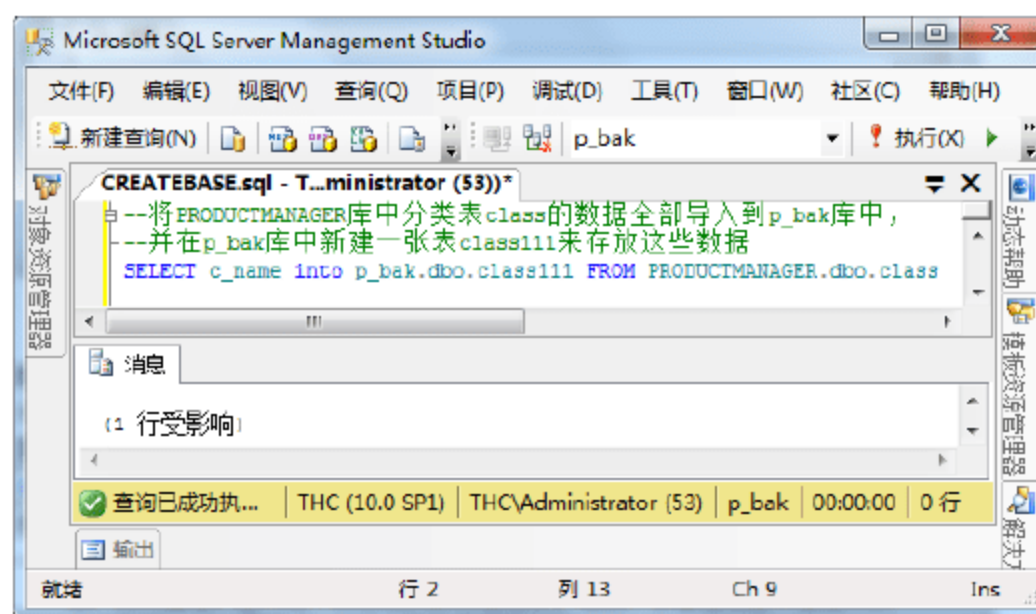 Microsoft SQL Server Management Studio
文件(F) 编辑(E) 视图(V) 查询(Q) 项目(P) 调试(D) 工具(T) 窗口(W) 社区(C) 帮助(H)
新建查询(N) p_bak 执行(X)
CREATEBASE.sql - T...ministrator (53))*
--将PRODUCTMANAGER库中分类表class的数据全部导入到p_bak库中,
--并在p_bak库中新建一张表class111来存放这些数据
SELECT c_name into p_bak.dbo.class111 FROM PRODUCTMANAGER.dbo.class
对象资源管理器
消息
(1 行受影响)
查询已成功执... THC (10.0 SP1) THC\Administrator (53) p_bak 00:00:00 0 行
输出
就绪 行 2 列 13 Ch 9 Ins
动态帮助
模板资源管理器
解决方